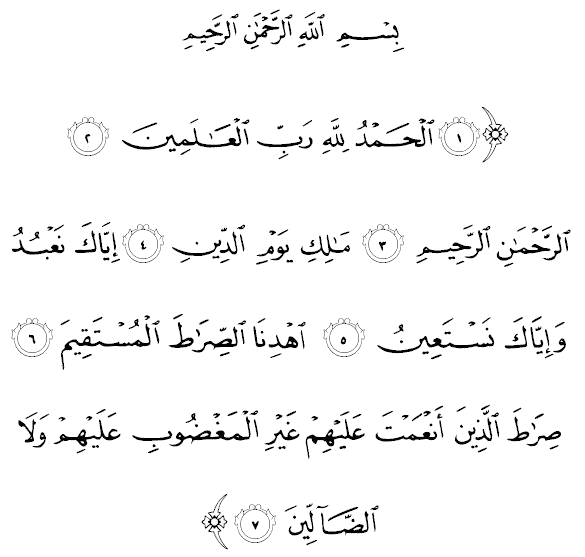 بِسْمِ ٱللَّهِ ٱلرَّحْمَٰنِ ٱلرَّحِيمِ
﴿١﴾ ٱلْحَمْدُ لِلَّهِ رَبِّ ٱلْعَٰلَمِينَ ٢
ٱلرَّحْمَٰنِ ٱلرَّحِيمِ ٣ مَٰلِكِ يَوْمِ ٱلدِّينِ ٤ إِيَّاكَ نَعْبُدُ
وَإِيَّاكَ نَسْتَعِينُ ٥ ٱهْدِنَا ٱلصِّرَٰطَ ٱلْمُسْتَقِيمَ ٦
صِرَٰطَ ٱلَّذِينَ أَنْعَمْتَ عَلَيْهِمْ غَيْرِ ٱلْمَغْضُوبِ عَلَيْهِمْ وَلَا
ٱلضَّآلِّينَ ٧